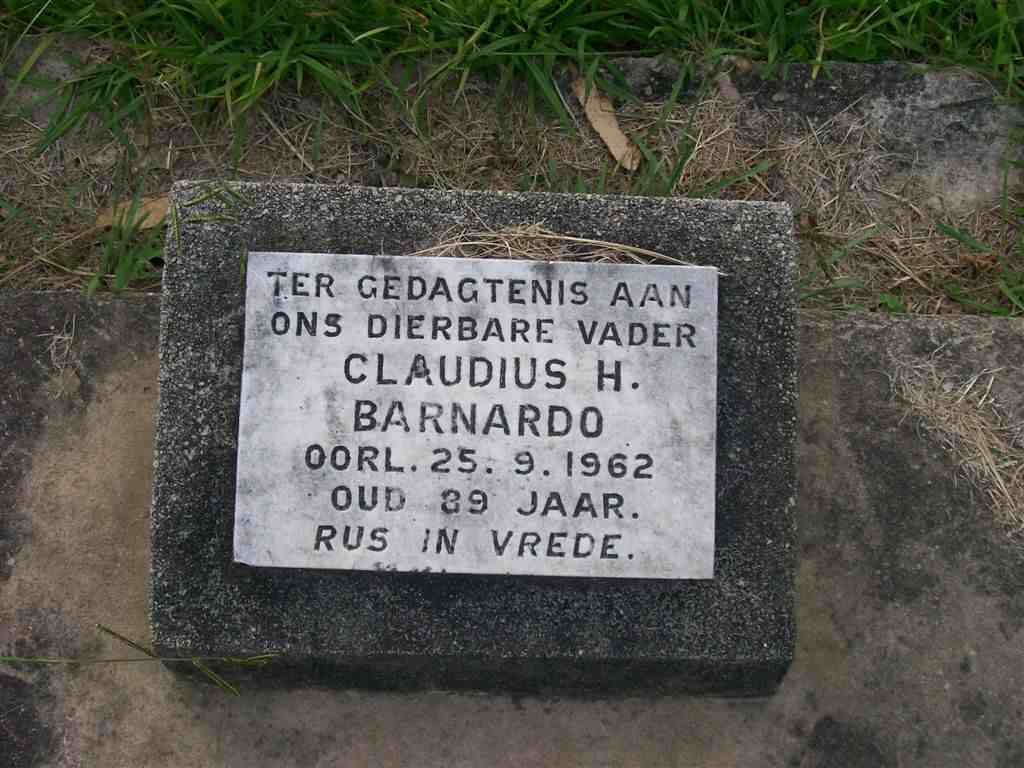 TER GEDAGTENIS AAN
ONS DIERBARE VADER
CLAUDIUS H.
BARNARDO
OORL. 25. 9. 1962
OUD 89 JAAR.
RUS IN VREDE.